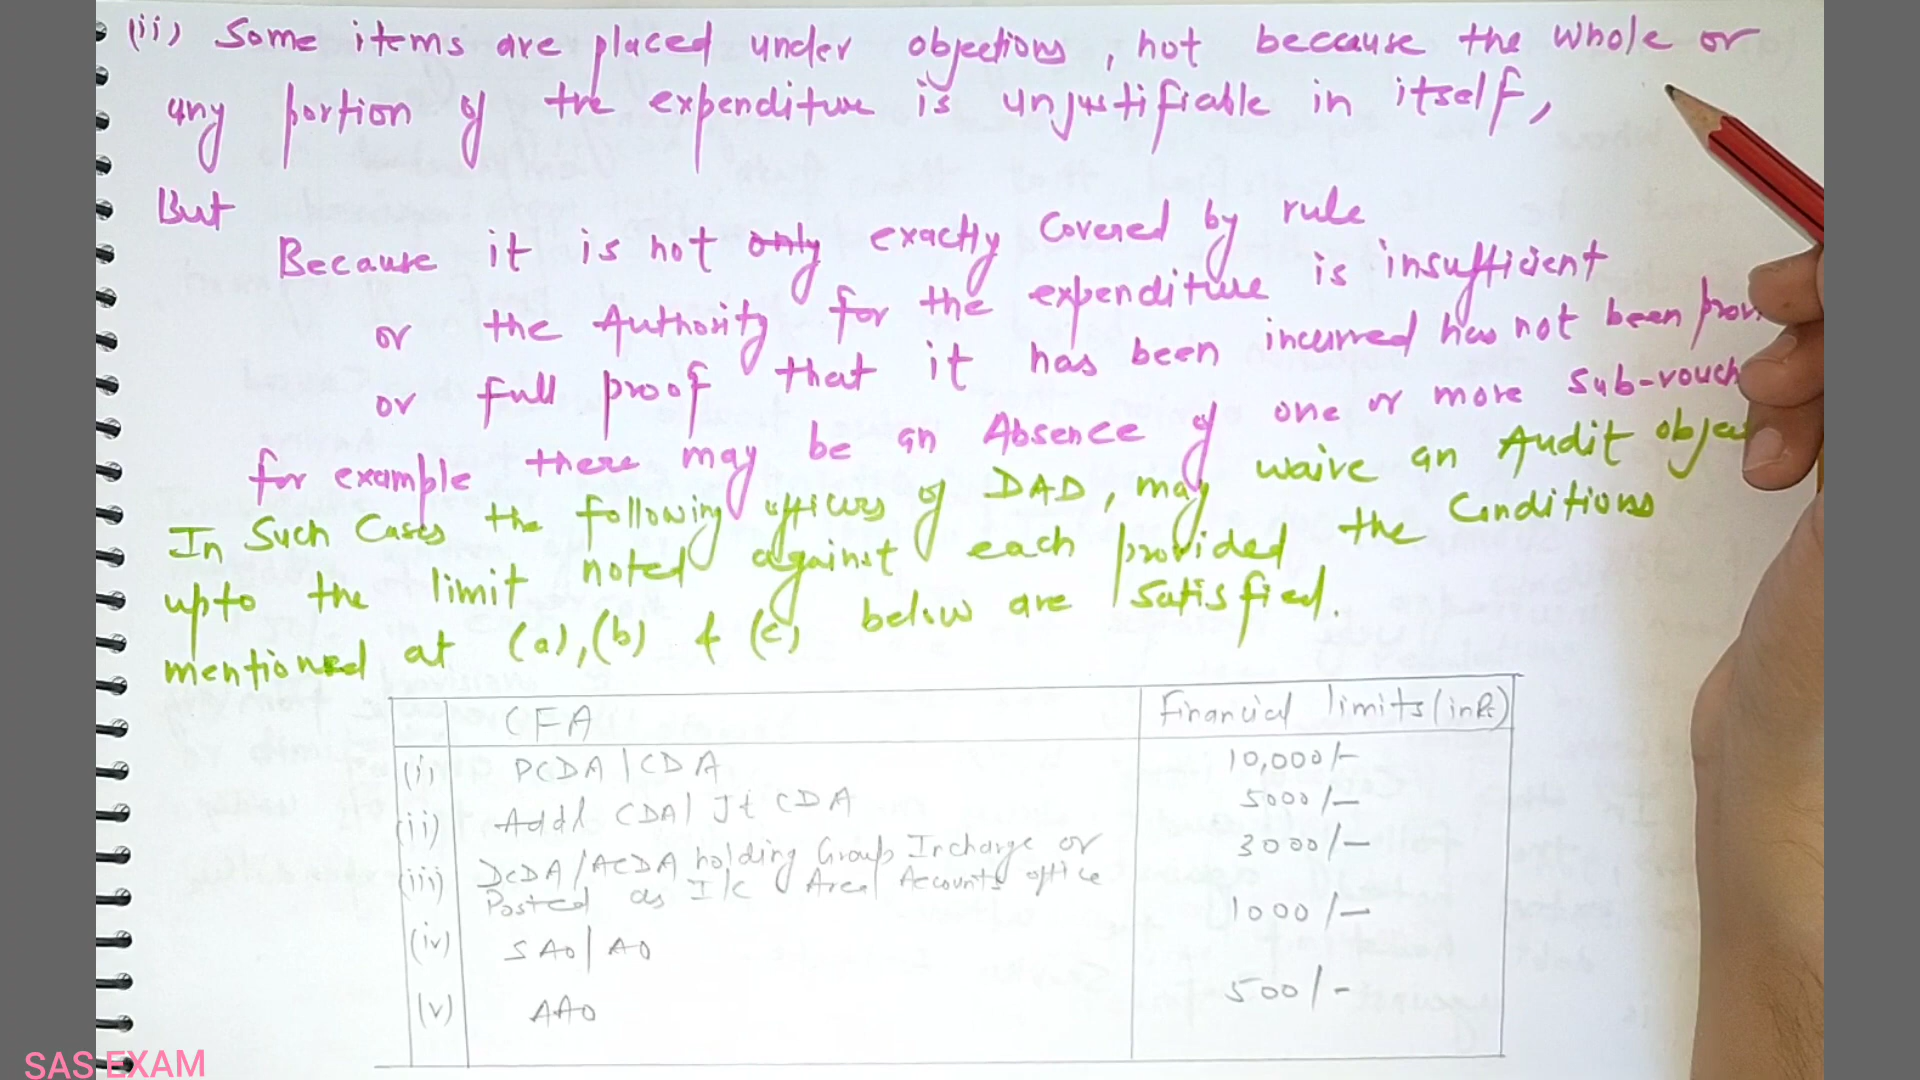 (ii) Some items are placed under objections, not because the whole or
any portion of the expenditure is unjustifiable in itself,
But
Because it is not only exactly covered by rule
or the Authority for the expenditure is insufficient
or full proof that it has been incurred has not been
for example there may be an Absence of one or more
In Such Cases the following officers of DAD, may waive an Audit
upto the limit noted against each provided the Conditions
mentioned at (a), (b) & (c) below are satisfied.
CFA Financial limits (in Rs)
(i) PCDA/CDA 10,000/-
(ii) Addl CDA/ Jt CDA 5000/-
(iii) DCDA/ACDA holding Group Incharge or 3000/-
Posted as I/C Area Accounts office
(iv) SAO/AO 1000/-
(v) AAO 500/-
SAS EXAM